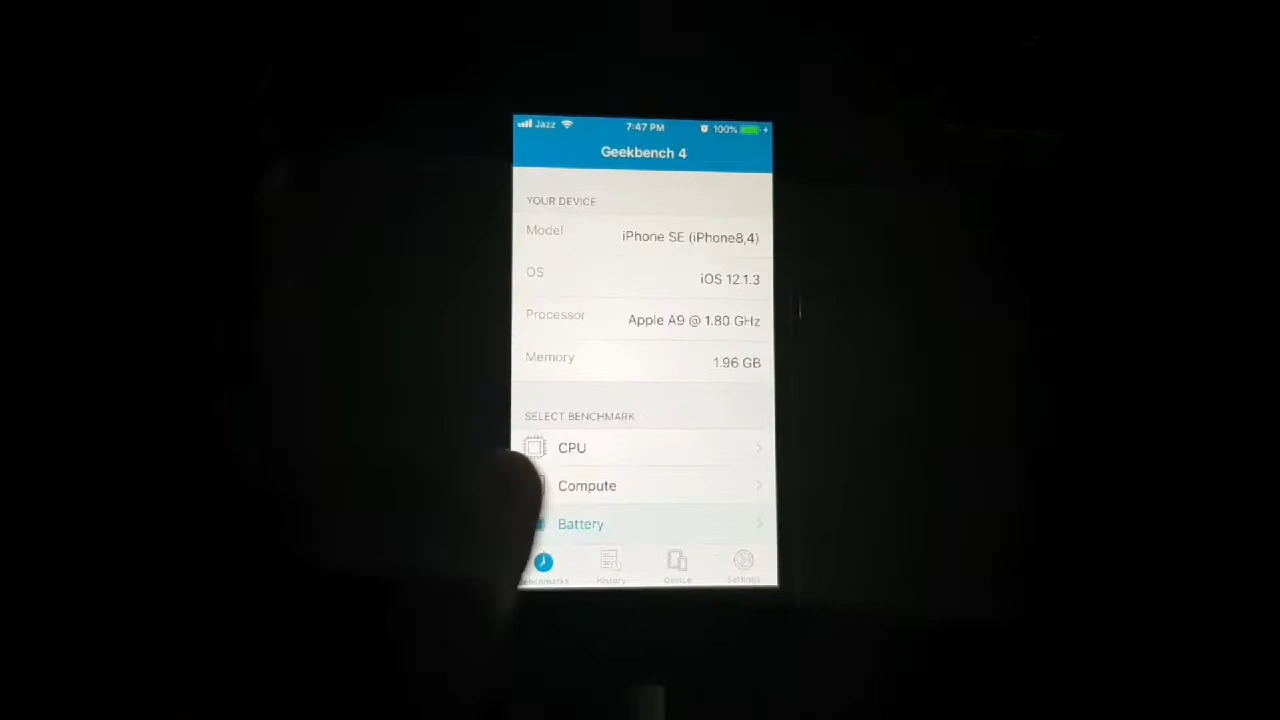 Jazz 7:47 PM 100%
Geekbench 4
YOUR DEVICE
Model iPhone SE (iPhone8,4)
OS iOS 12.1.3
Processor Apple A9 @ 1.80 GHz
Memory 1.96 GB
SELECT BENCHMARK
CPU
Compute
Battery
Benchmarks History Device Settings